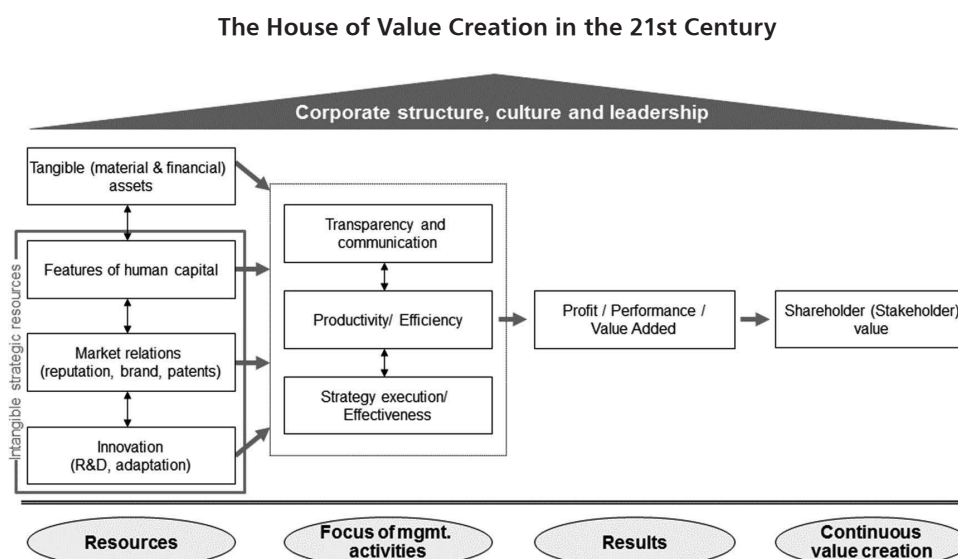 The House of Value Creation in the 21st Century
Corporate structure, culture and leadership
Tangible (material & financial)
assets
Intangible strategic resources
Features of human capital
Market relations
(reputation, brand, patents)
Innovation
(R&D, adaptation)
Transparency and
communication
Productivity/ Efficiency
Strategy execution/
Effectiveness
Profit / Performance /
Value Added
Shareholder (Stakeholder)
value
Resources
Focus of mgmt.
activities
Results
Continuous
value creation